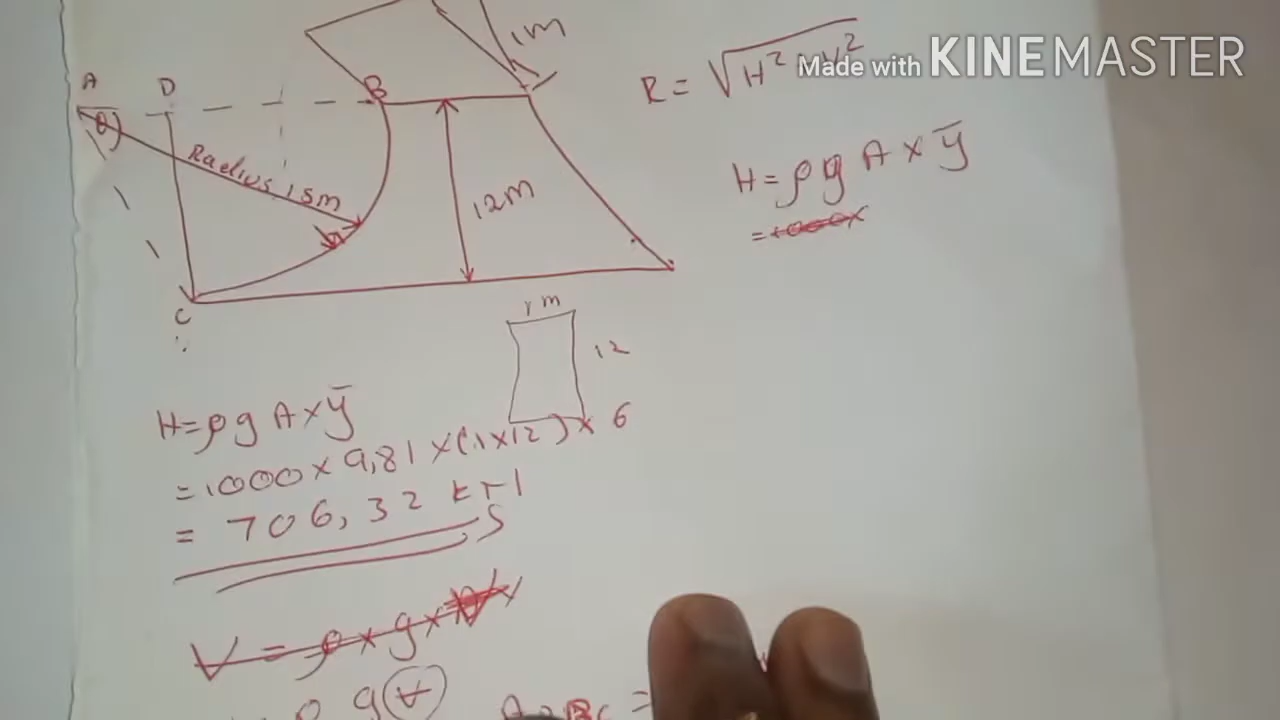 Made with KINEMASTER
1m
R = √H² + V²
A D B
θ
Radius 15m
12m
H = ρg A × ȳ
=1000×
C
1m
12
H=ρg A×ȳ
=1000×9,81×(1×12)×6
= 706,32 kN
V = ρ×g×V
ρ g V